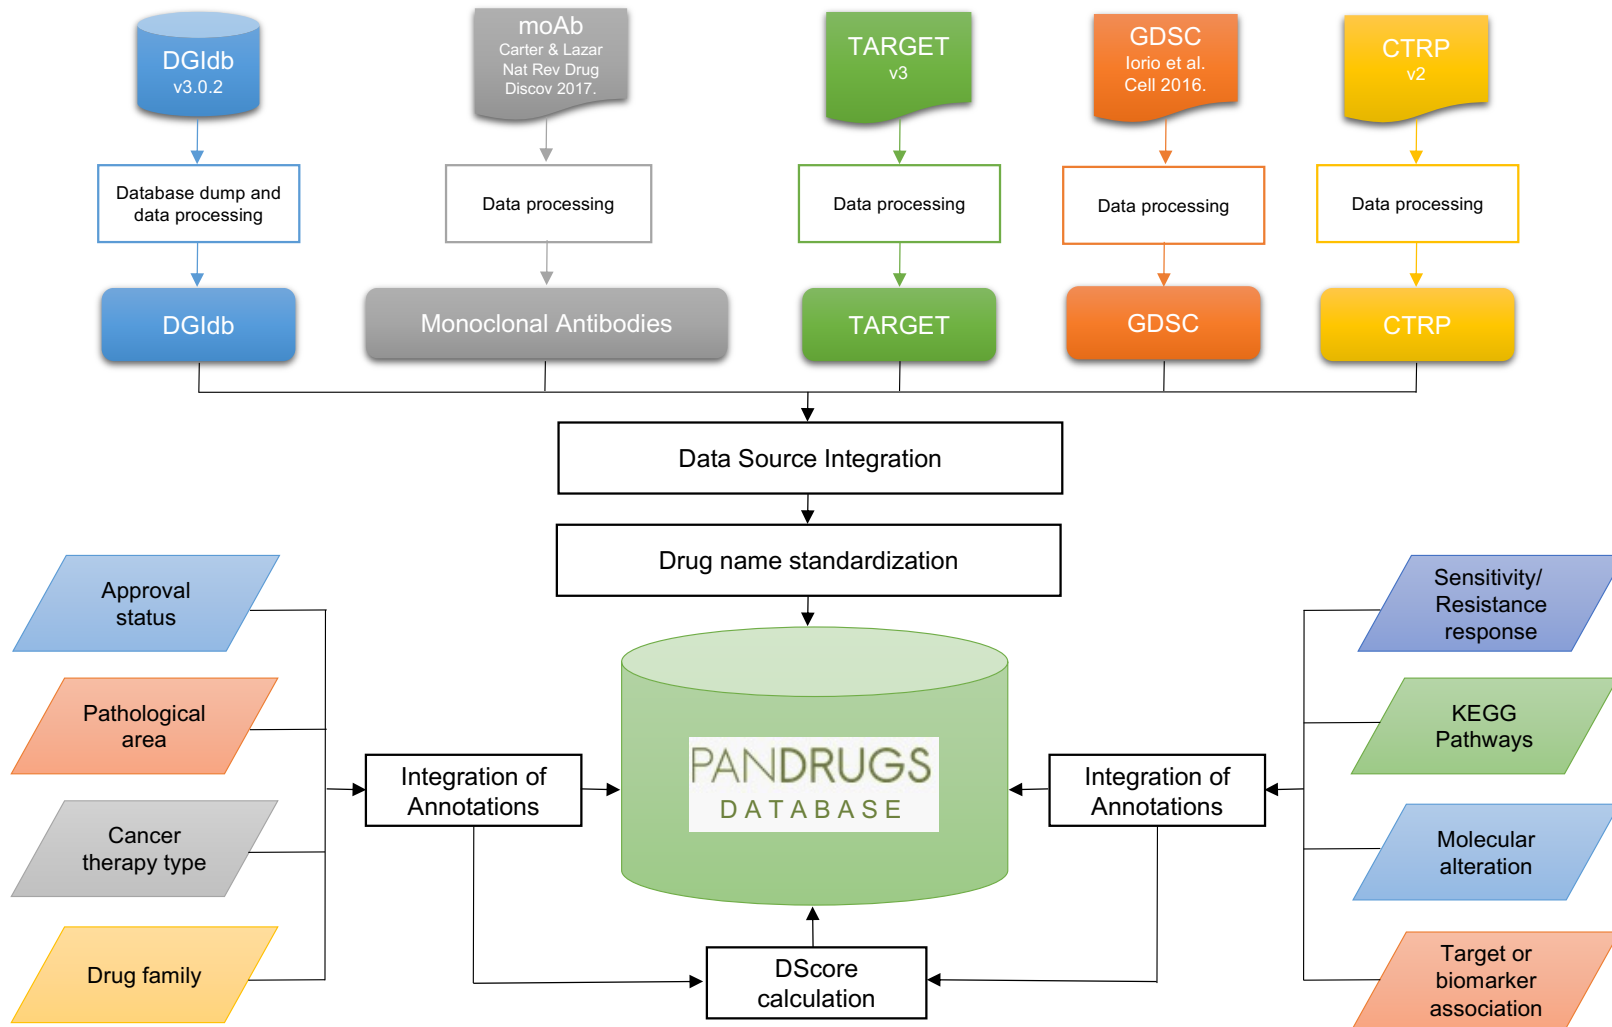 DGIdb
v3.0.2
moAb
Carter & Lazar
Nat Rev Drug
Discov 2017.
TARGET
v3
GDSC
Iorio et al.
Cell 2016.
CTRP
v2
Database dump and
data processing
Data processing
Data processing
Data processing
Data processing
DGIdb
Monoclonal Antibodies
TARGET
GDSC
CTRP
Data Source Integration
Drug name standardization
Approval
status
Pathological
area
Cancer
therapy type
Drug family
Integration of
Annotations
PANDRUGS
DATABASE
Integration of
Annotations
DScore
calculation
Sensitivity/
Resistance
response
KEGG
Pathways
Molecular
alteration
Target or
biomarker
association